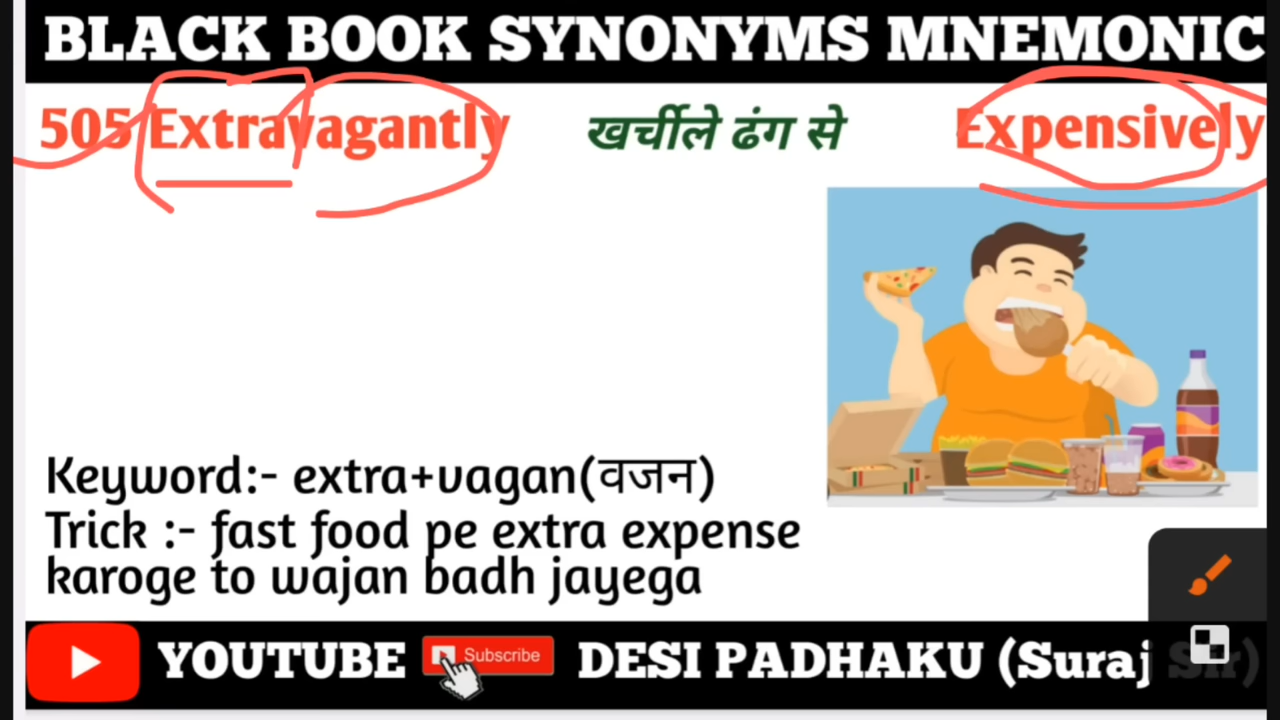 BLACK BOOK SYNONYMS MNEMONIC
505 Extravagantly खर्चीले ढंग से Expensively
Keyword:- extra+vagan(वजन)
Trick :- fast food pe extra expense
karoge to wajan badh jayega
YOUTUBE Subscribe DESI PADHAKU (Suraj Sir)